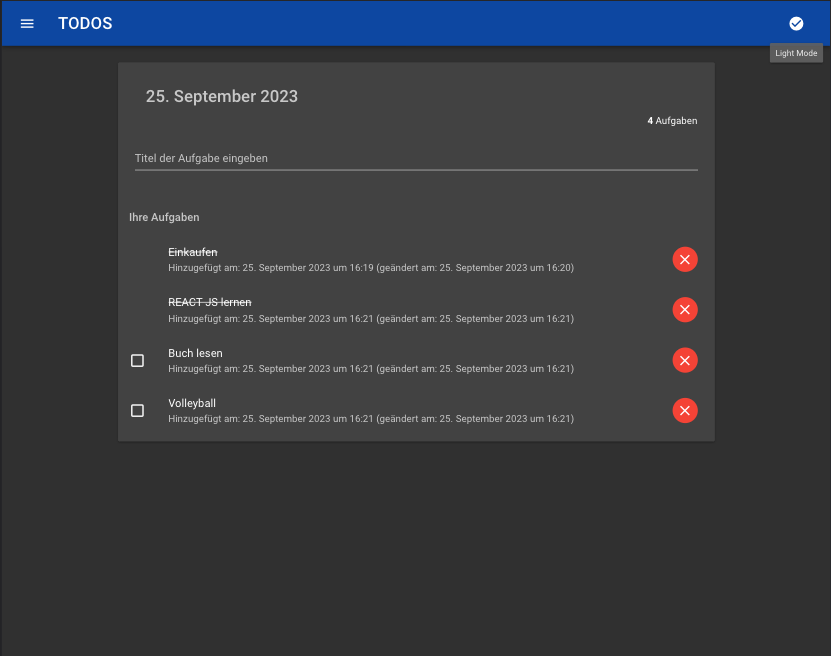 TODOS
Light Mode
25. September 2023
4 Aufgaben
Titel der Aufgabe eingeben
Ihre Aufgaben
Einkaufen
Hinzugefügt am: 25. September 2023 um 16:19 (geändert am: 25. September 2023 um 16:20)
REACT JS lernen
Hinzugefügt am: 25. September 2023 um 16:21 (geändert am: 25. September 2023 um 16:21)
Buch lesen
Hinzugefügt am: 25. September 2023 um 16:21 (geändert am: 25. September 2023 um 16:21)
Volleyball
Hinzugefügt am: 25. September 2023 um 16:21 (geändert am: 25. September 2023 um 16:21)